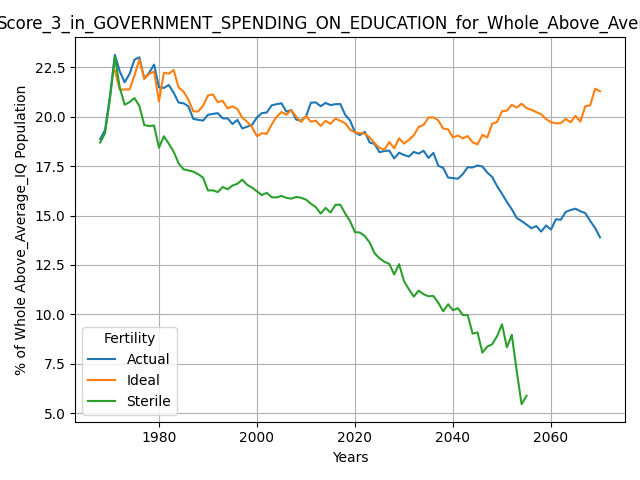 Score_3_in_GOVERNMENT_SPENDING_ON_EDUCATION_for_Whole_Above_Aver
% of Whole Above_Average_IQ Population
22.5
20.0
17.5
15.0
12.5
10.0
7.5
5.0
Fertility
Actual
Ideal
Sterile
1980
2000
2020
2040
2060
Years